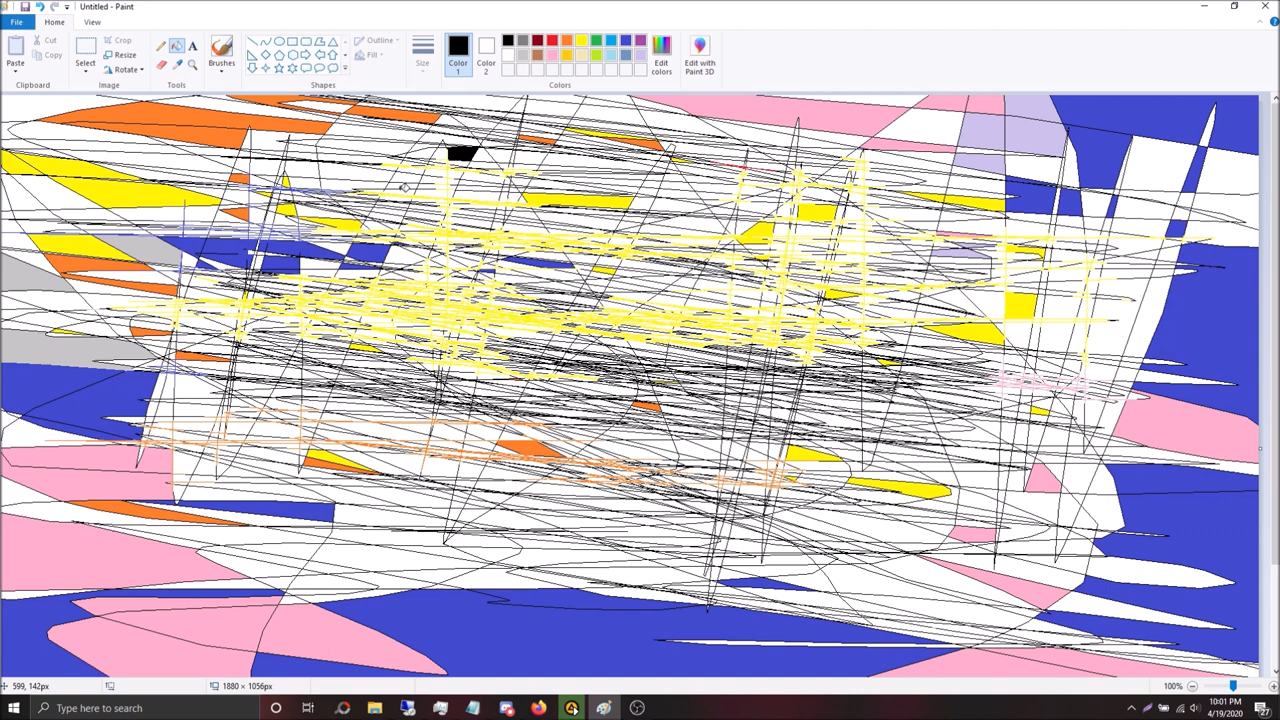 Untitled - Paint
File Home View
Paste
Cut
Copy
Clipboard
Select
Crop
Resize
Rotate
Image
A
Tools
Brushes
Outline
Fill
Shapes
Size
Color 1
Color 2
Colors
Edit colors
Edit with Paint 3D
599, 142px
1880 × 1056px
100%
Type here to search
10:01 PM
4/19/2020
27